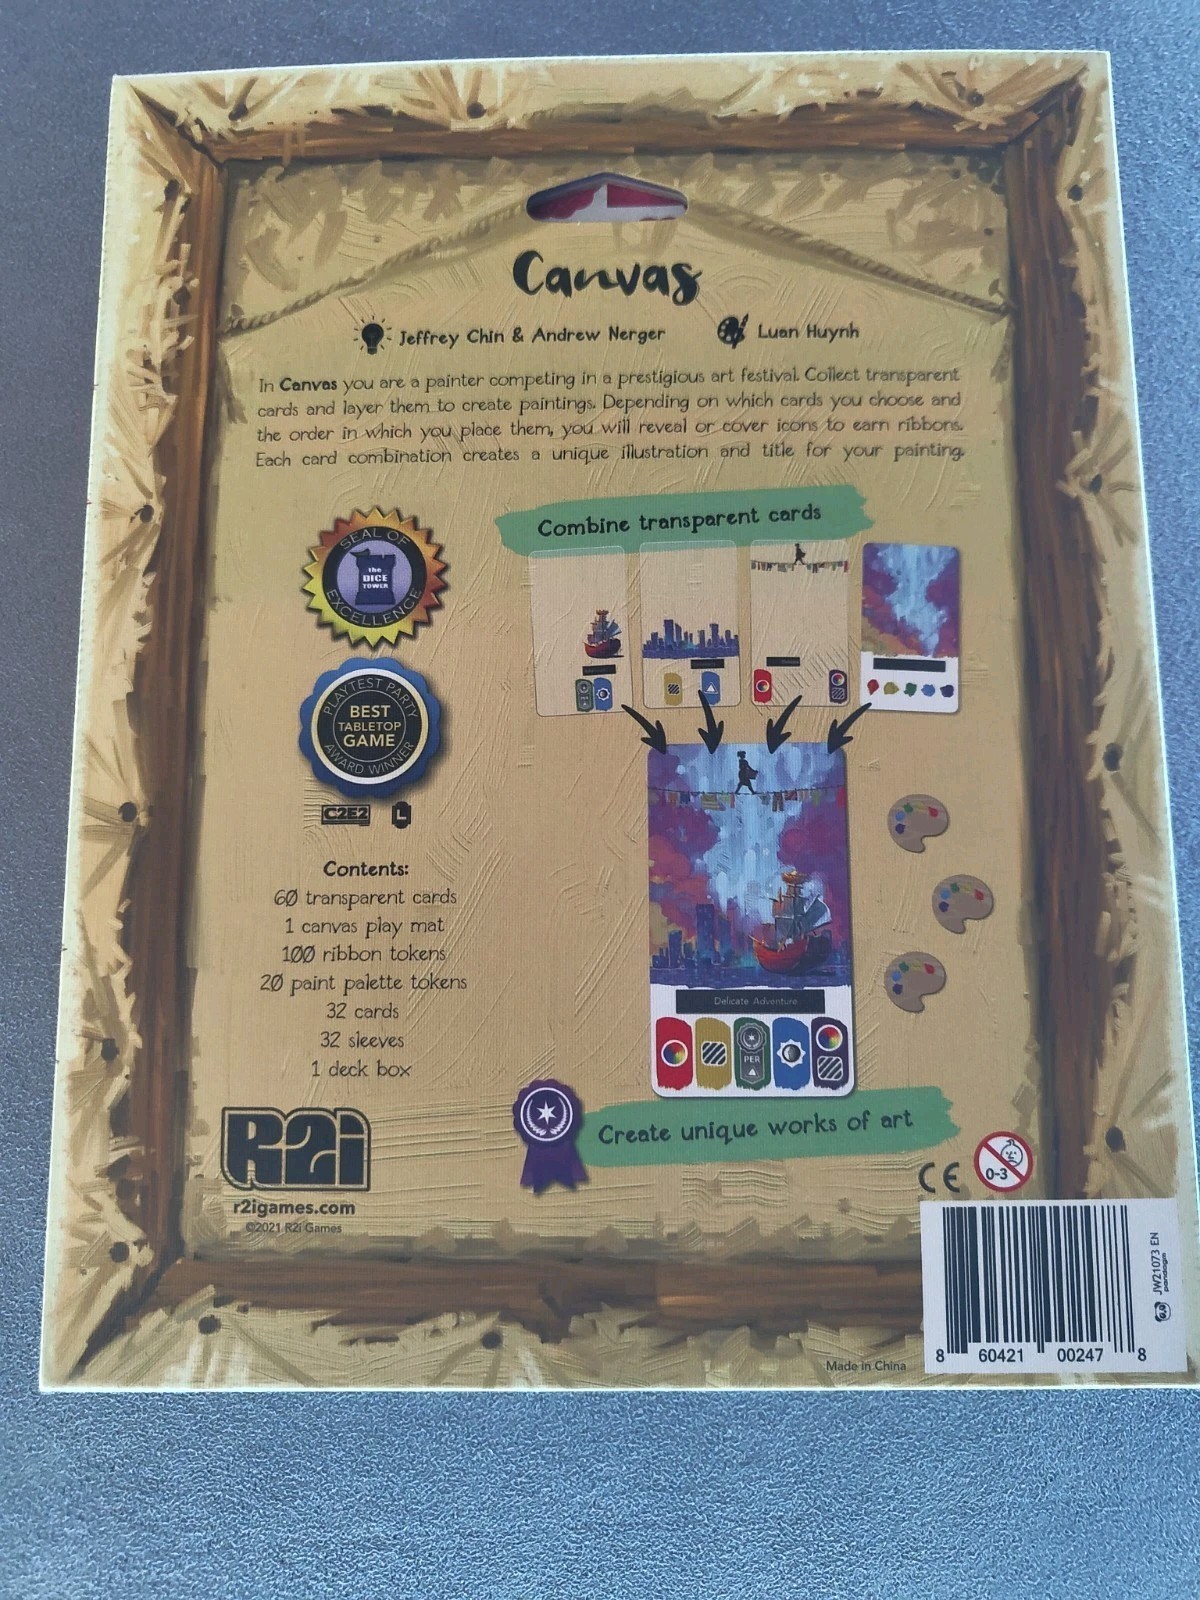 Canvas
Jeffrey Chin & Andrew Nerger
Luan Huynh
In Canvas you are a painter competing in a prestigious art festival. Collect transparent
cards and layer them to create paintings. Depending on which cards you choose and
the order in which you place them, you will reveal or cover icons to earn ribbons.
Each card combination creates a unique illustration and title for your painting.
SEAL OF
the
DICE
TOWER
EXCELLENCE
PLAYTEST PARTY
BEST
TABLETOP
GAME
AWARD WINNER
C2E2
L
Combine transparent cards
Contents:
60 transparent cards
1 canvas play mat
100 ribbon tokens
20 paint palette tokens
32 cards
32 sleeves
1 deck box
Delicate Adventure
PER
Create unique works of art
R2i
r2igames.com
©2021 R2i Games
CE
0-3
JW21073 EN
pandagm
8 60421 00247 8
Made in China